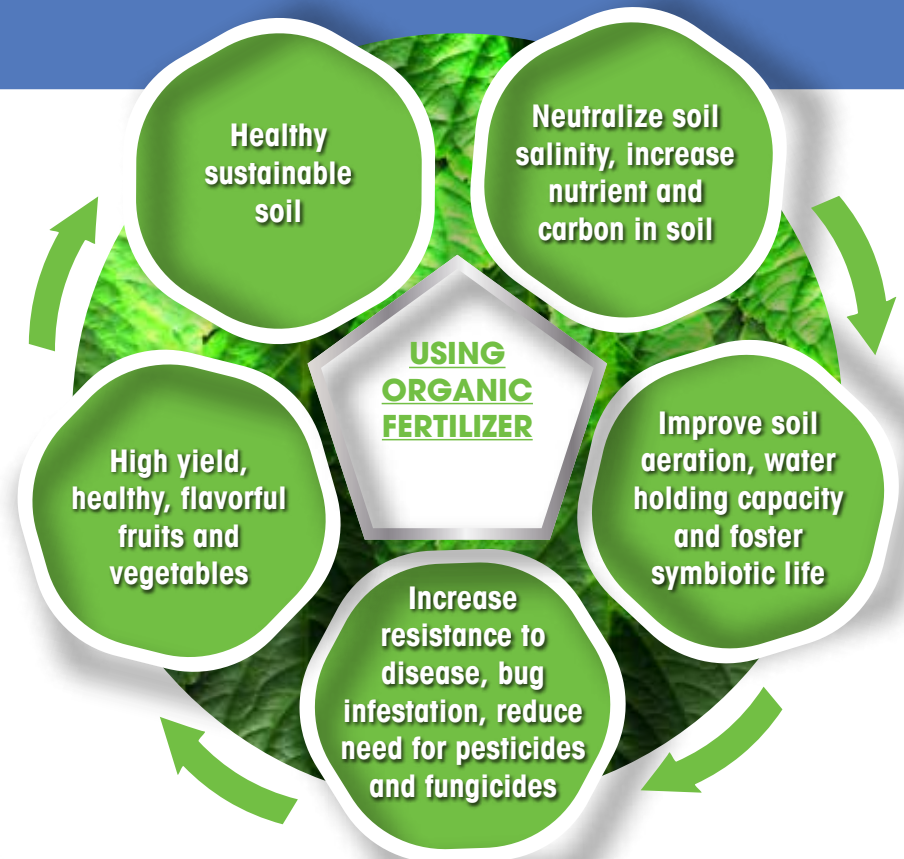 Healthy
sustainable
soil
Neutralize soil
salinity, increase
nutrient and
carbon in soil
USING
ORGANIC
FERTILIZER
Improve soil
aeration, water
holding capacity
and foster
symbiotic life
High yield,
healthy, flavorful
fruits and
vegetables
Increase
resistance to
disease, bug
infestation, reduce
need for pesticides
and fungicides